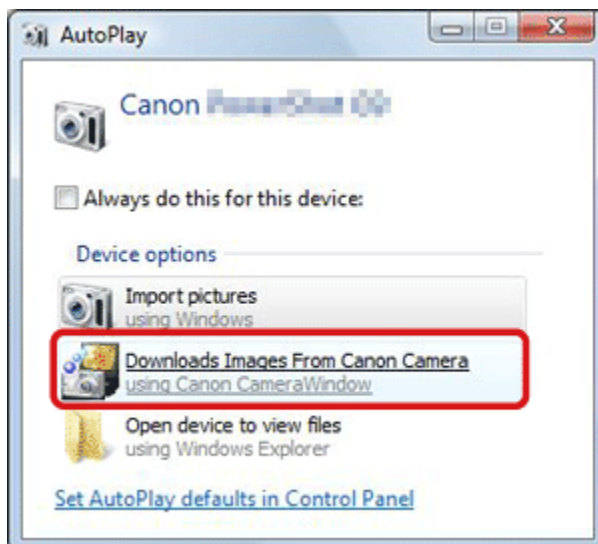 AutoPlay
Canon
Always do this for this device:
Device options
Import pictures
using Windows
Downloads Images From Canon Camera
using Canon CameraWindow
Open device to view files
using Windows Explorer
Set AutoPlay defaults in Control Panel